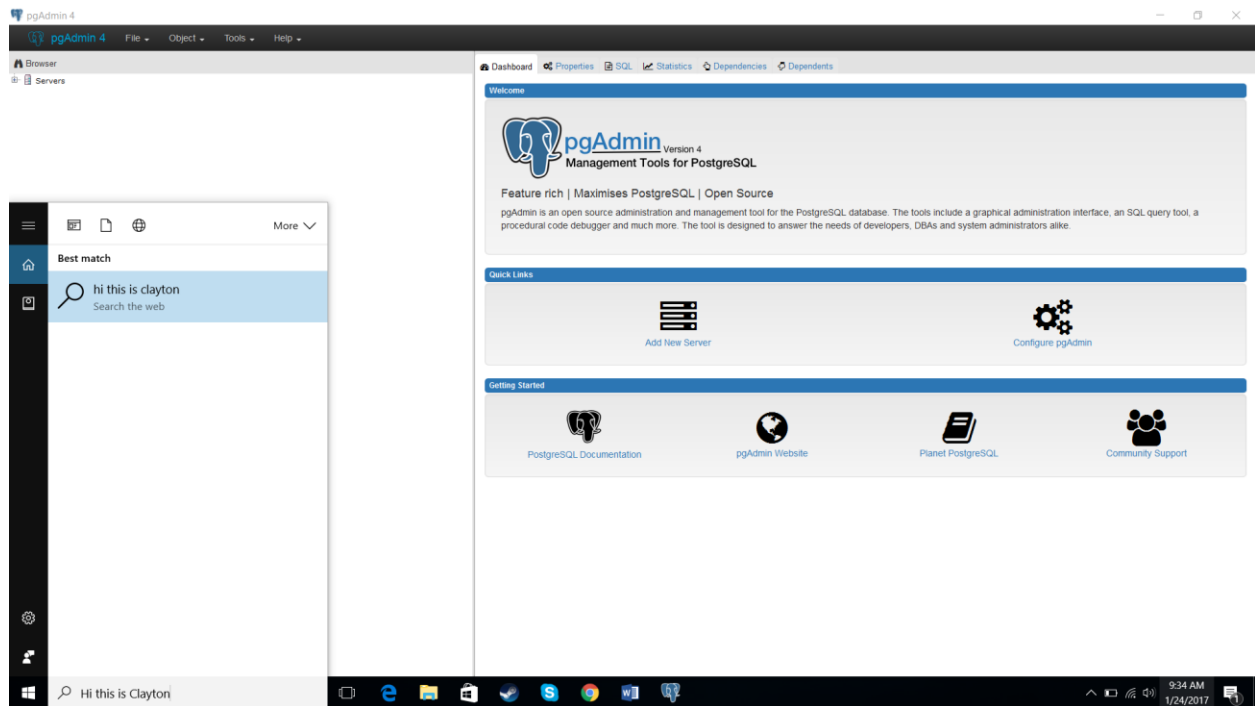 pgAdmin 4
pgAdmin 4 File Object Tools Help
Browser
Servers
Dashboard Properties SQL Statistics Dependencies Dependents
Welcome
pgAdmin Version 4
Management Tools for PostgreSQL
Feature rich | Maximises PostgreSQL | Open Source
pgAdmin is an open source administration and management tool for the PostgreSQL database. The tools include a graphical administration interface, an SQL query tool, a
procedural code debugger and much more. The tool is designed to answer the needs of developers, DBAs and system administrators alike.
Quick Links
Add New Server
Configure pgAdmin
Getting Started
PostgreSQL Documentation
pgAdmin Website
Planet PostgreSQL
Community Support
More
Best match
hi this is clayton
Search the web
Hi this is Clayton
9:34 AM
1/24/2017